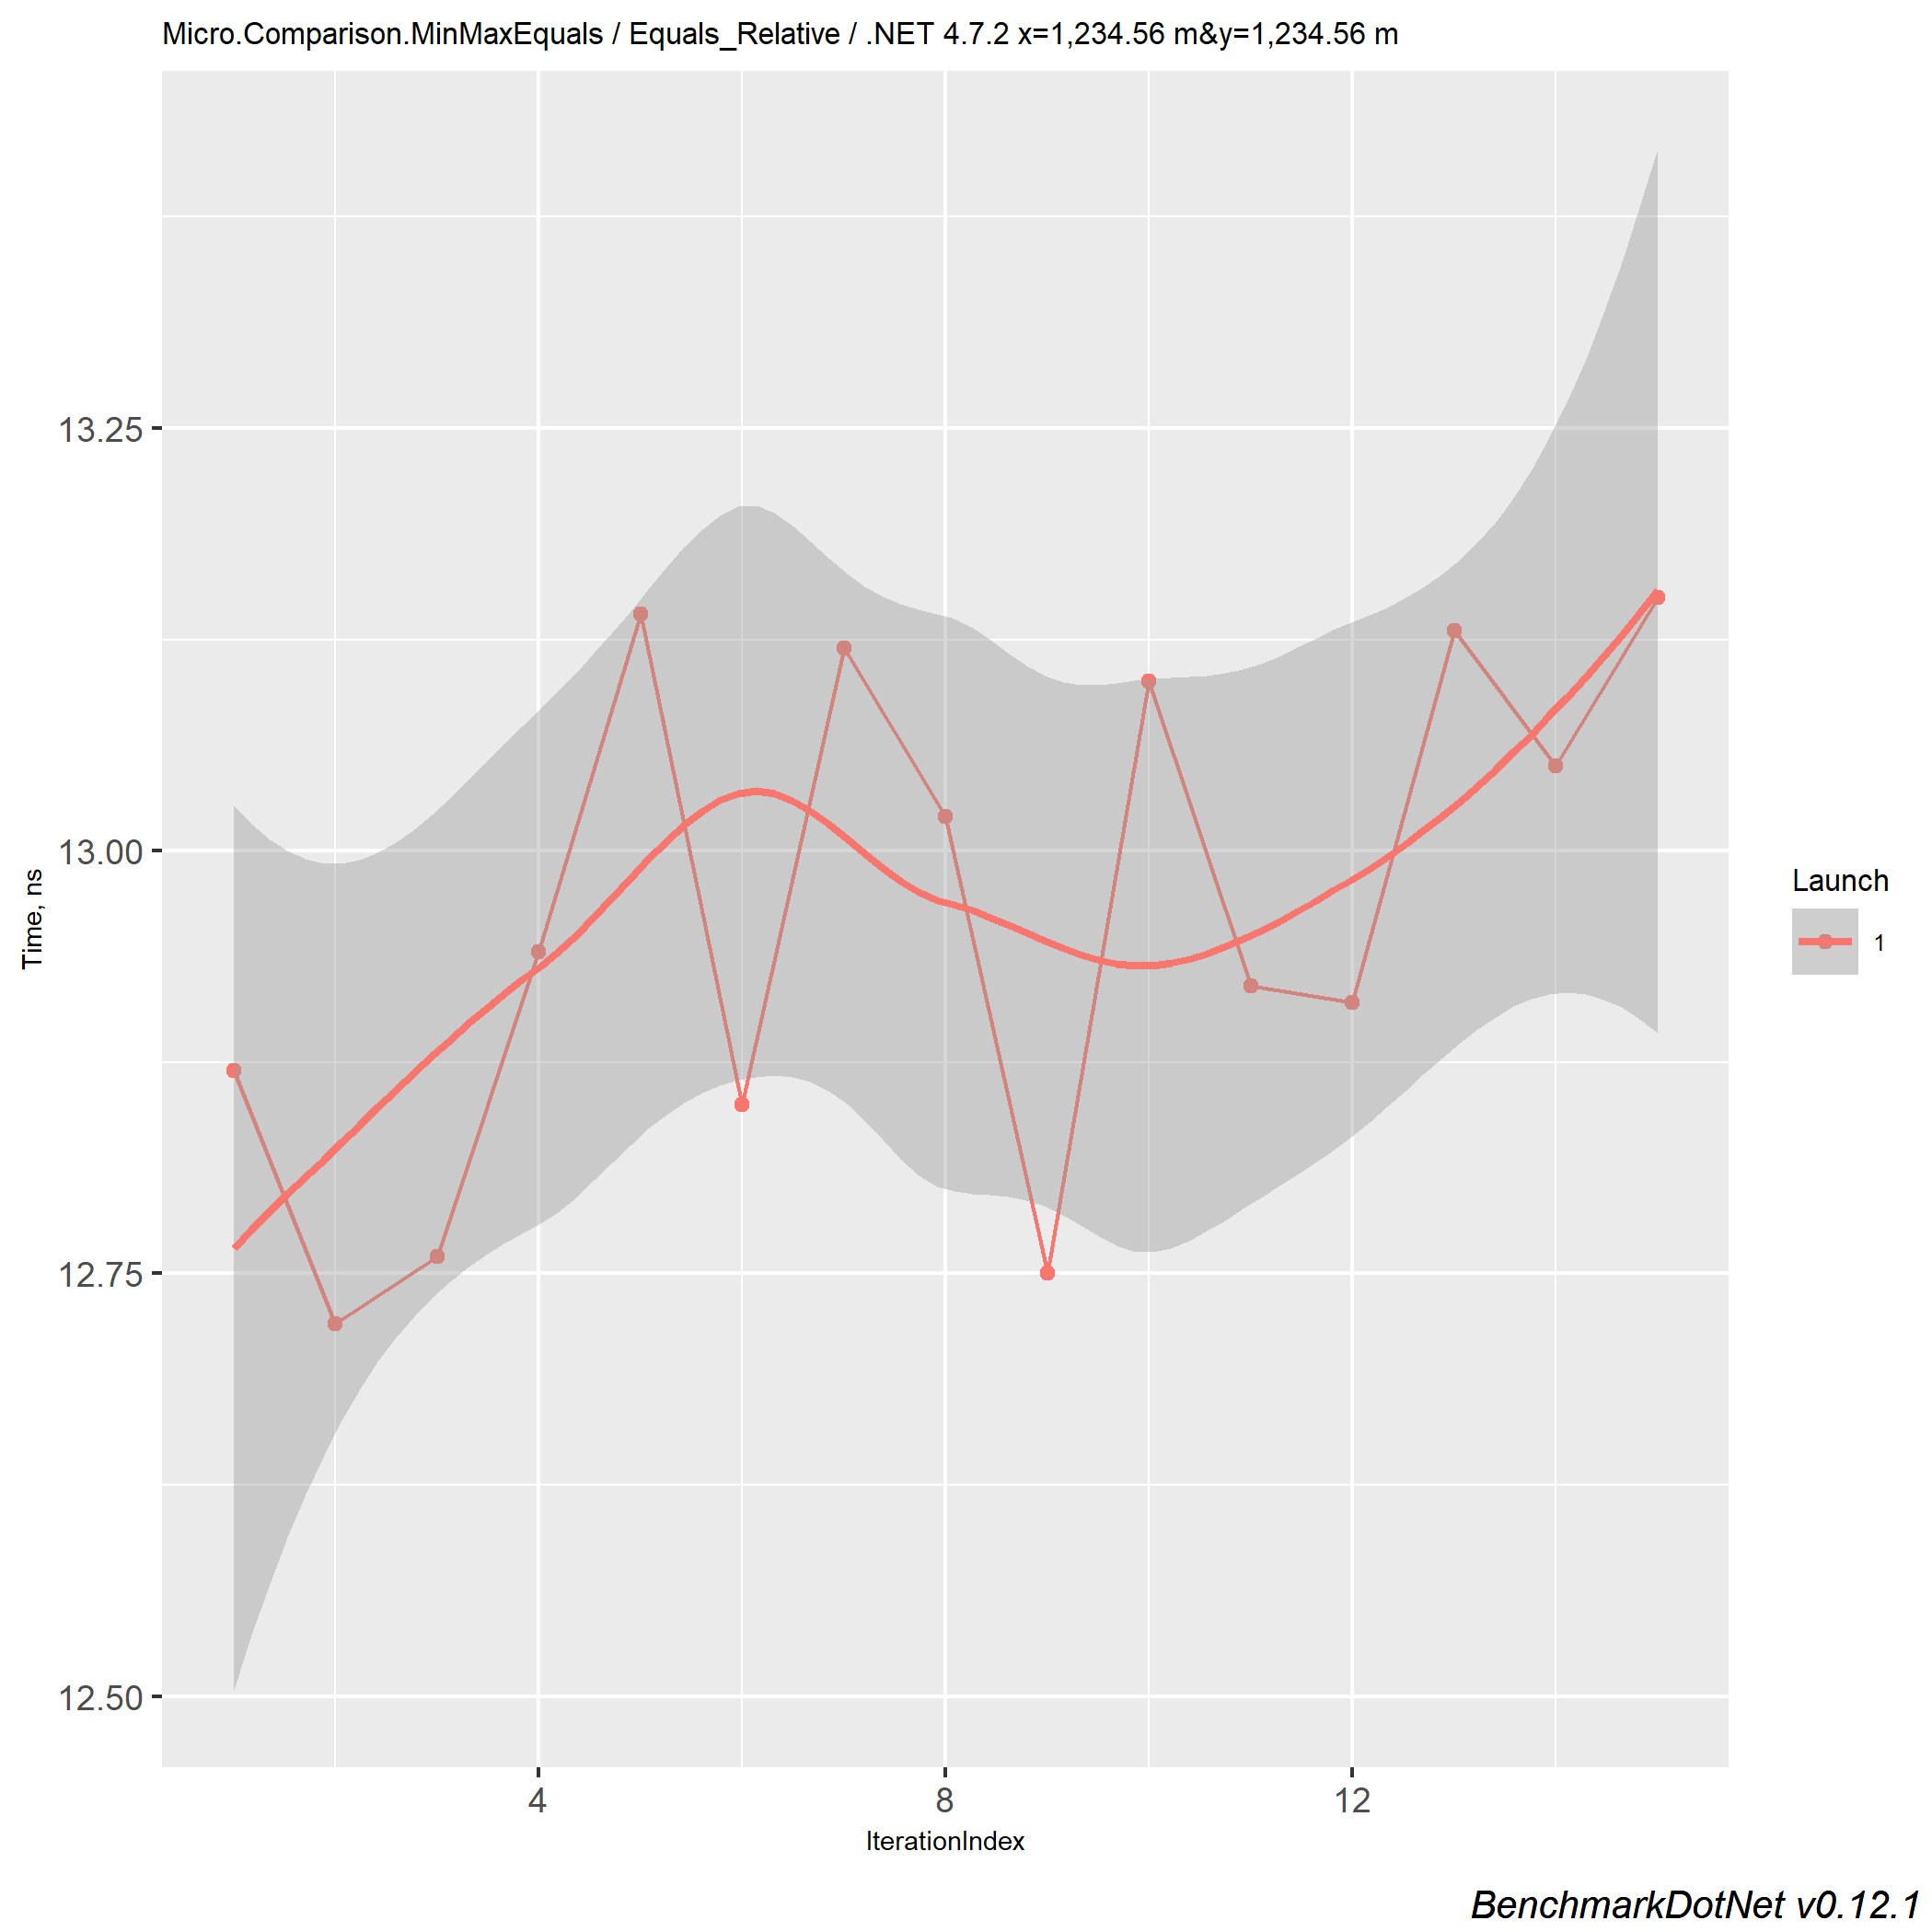 Micro.Comparison.MinMaxEquals / Equals_Relative / .NET 4.7.2 x=1,234.56 m&y=1,234.56 m
13.25
13.00
12.75
12.50
Time, ns
4 8 12
IterationIndex
Launch
1
BenchmarkDotNet v0.12.1